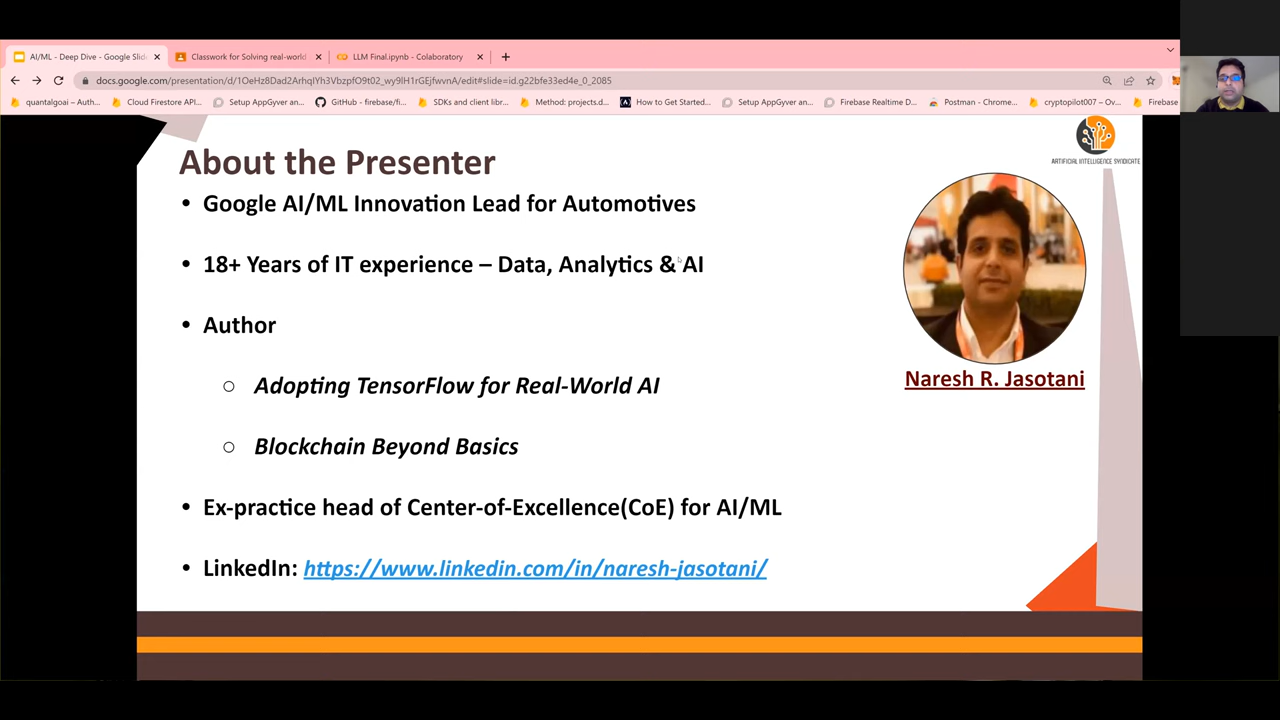 AI/ML - Deep Dive - Google Slid
Classwork for Solving real-world
LLM Final.ipynb - Colaboratory
docs.google.com/presentation/d/1OeHz8Dad2ArhqIYh3VbzpfO9t02_wy9lH1rGEjfwvnA/edit#slide=id.g22bfe33ed4e_0_2085
quantalgoai – Auth...
Cloud Firestore API...
Setup AppGyver an...
GitHub - firebase/fi...
SDKs and client libr...
Method: projects.d...
How to Get Started...
Setup AppGyver an...
Firebase Realtime D...
Postman - Chrome...
cryptopilot007 – Ov...
Firebase
ARTIFICIAL INTELLIGENCE SYNDICATE
About the Presenter
• Google AI/ML Innovation Lead for Automotives
• 18+ Years of IT experience – Data, Analytics & AI
• Author
○ Adopting TensorFlow for Real-World AI
○ Blockchain Beyond Basics
• Ex-practice head of Center-of-Excellence(CoE) for AI/ML
• LinkedIn: https://www.linkedin.com/in/naresh-jasotani/
Naresh R. Jasotani